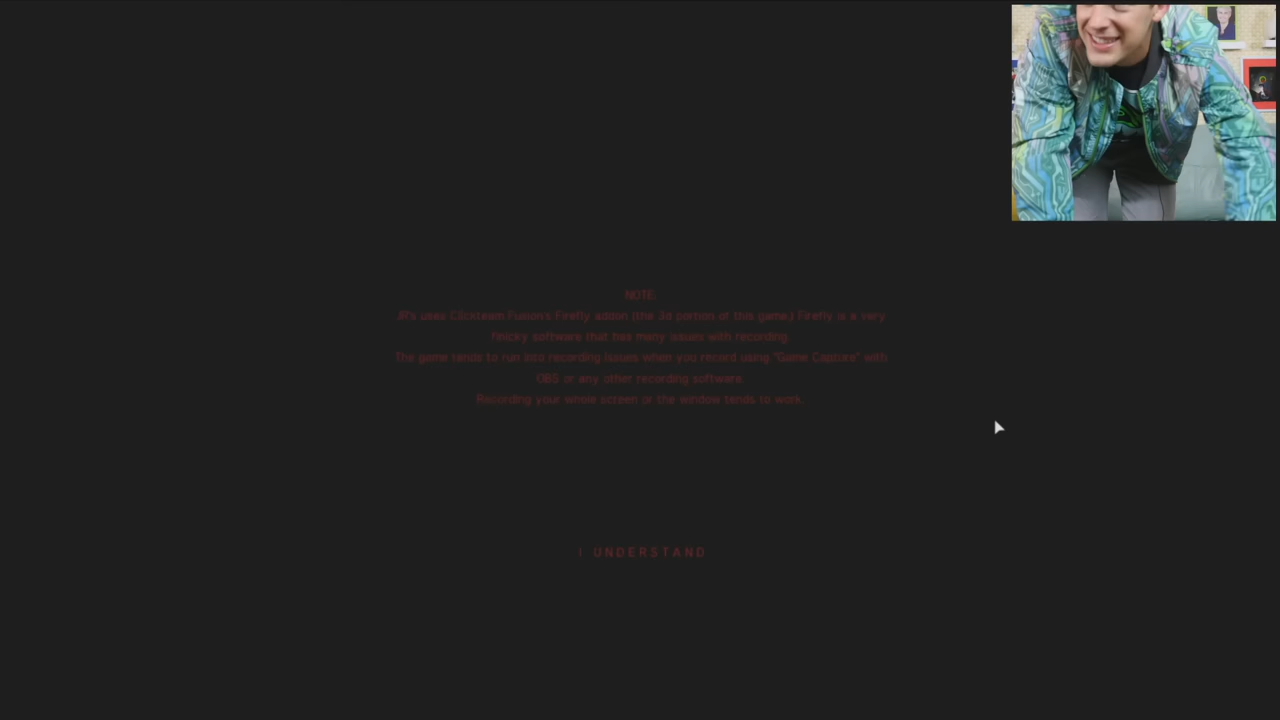 NOTE:
JR's uses Clickteam Fusion's Firefly addon (the 3d portion of this game.) Firefly is a very
finicky software that has many issues with recording.
The game tends to run into recording issues when you record using "Game Capture" with
OBS or any other recording software.
Recording your whole screen or the window tends to work.
I UNDERSTAND